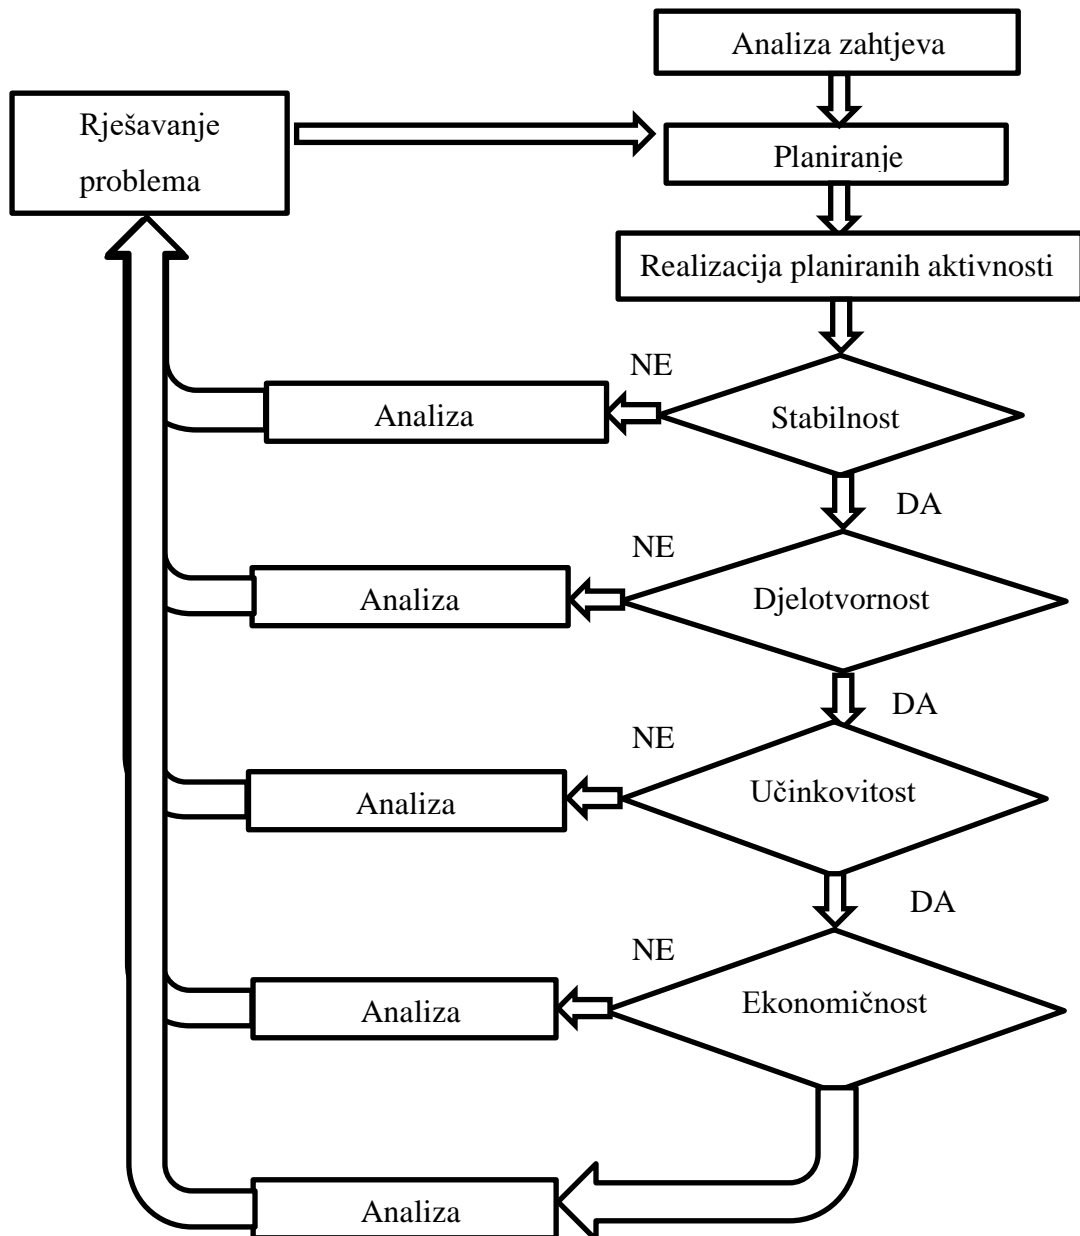 Analiza zahtjeva
Rješavanje
problema
Planiranje
Realizacija planiranih aktivnosti
NE
Analiza
Stabilnost
DA
NE
Analiza
Djelotvornost
DA
NE
Analiza
Učinkovitost
DA
NE
Analiza
Ekonomičnost
Analiza